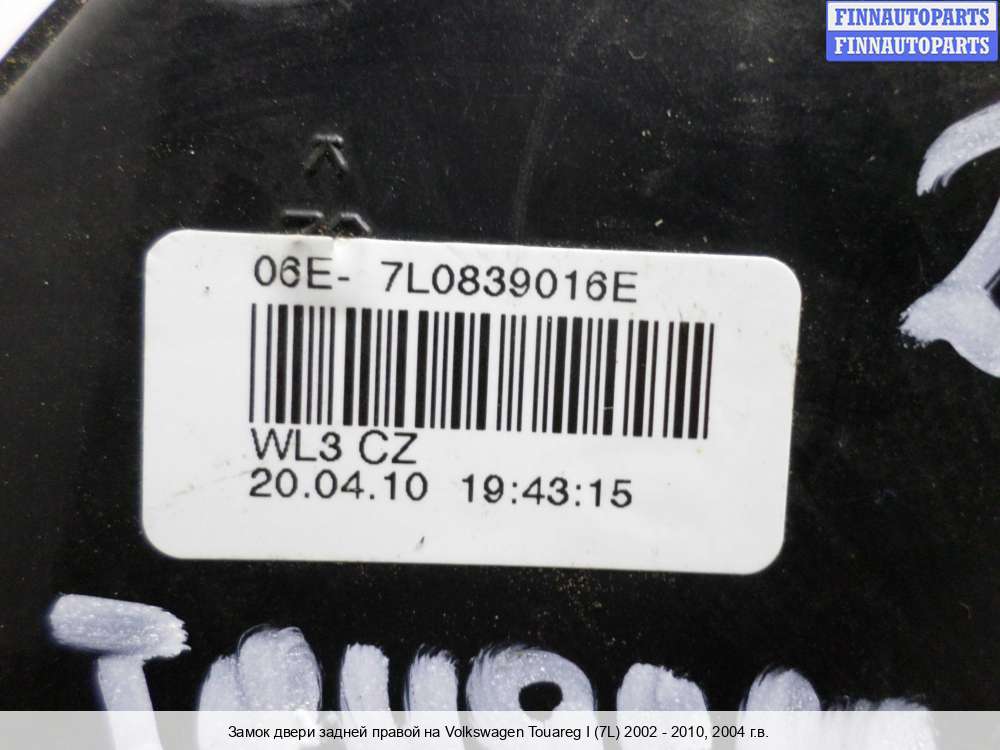 FINNAUTOPARTS
FINNAUTOPARTS
06E- 7L0839016E
WL3 CZ
20.04.10 19:43:15
Замок двери задней правой на Volkswagen Touareg I (7L) 2002 - 2010, 2004 г.в.